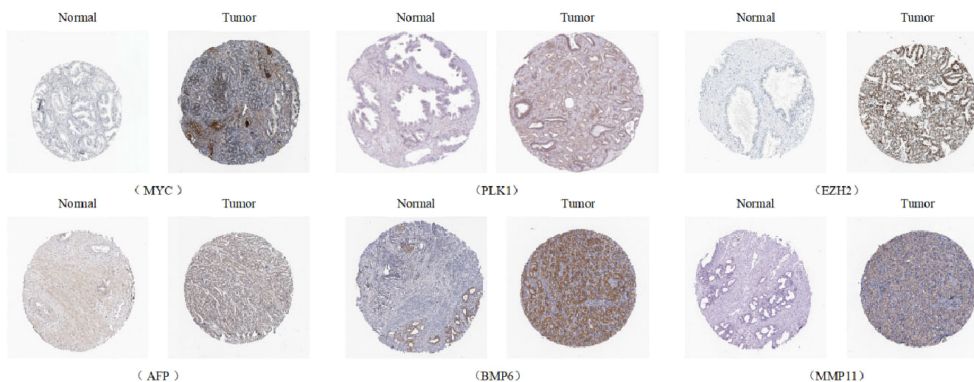 Normal Tumor Normal Tumor Normal Tumor
（ MYC ） （PLK1） （EZH2）
Normal Tumor Normal Tumor Normal Tumor
（ AFP ） （BMP6） （MMP11）